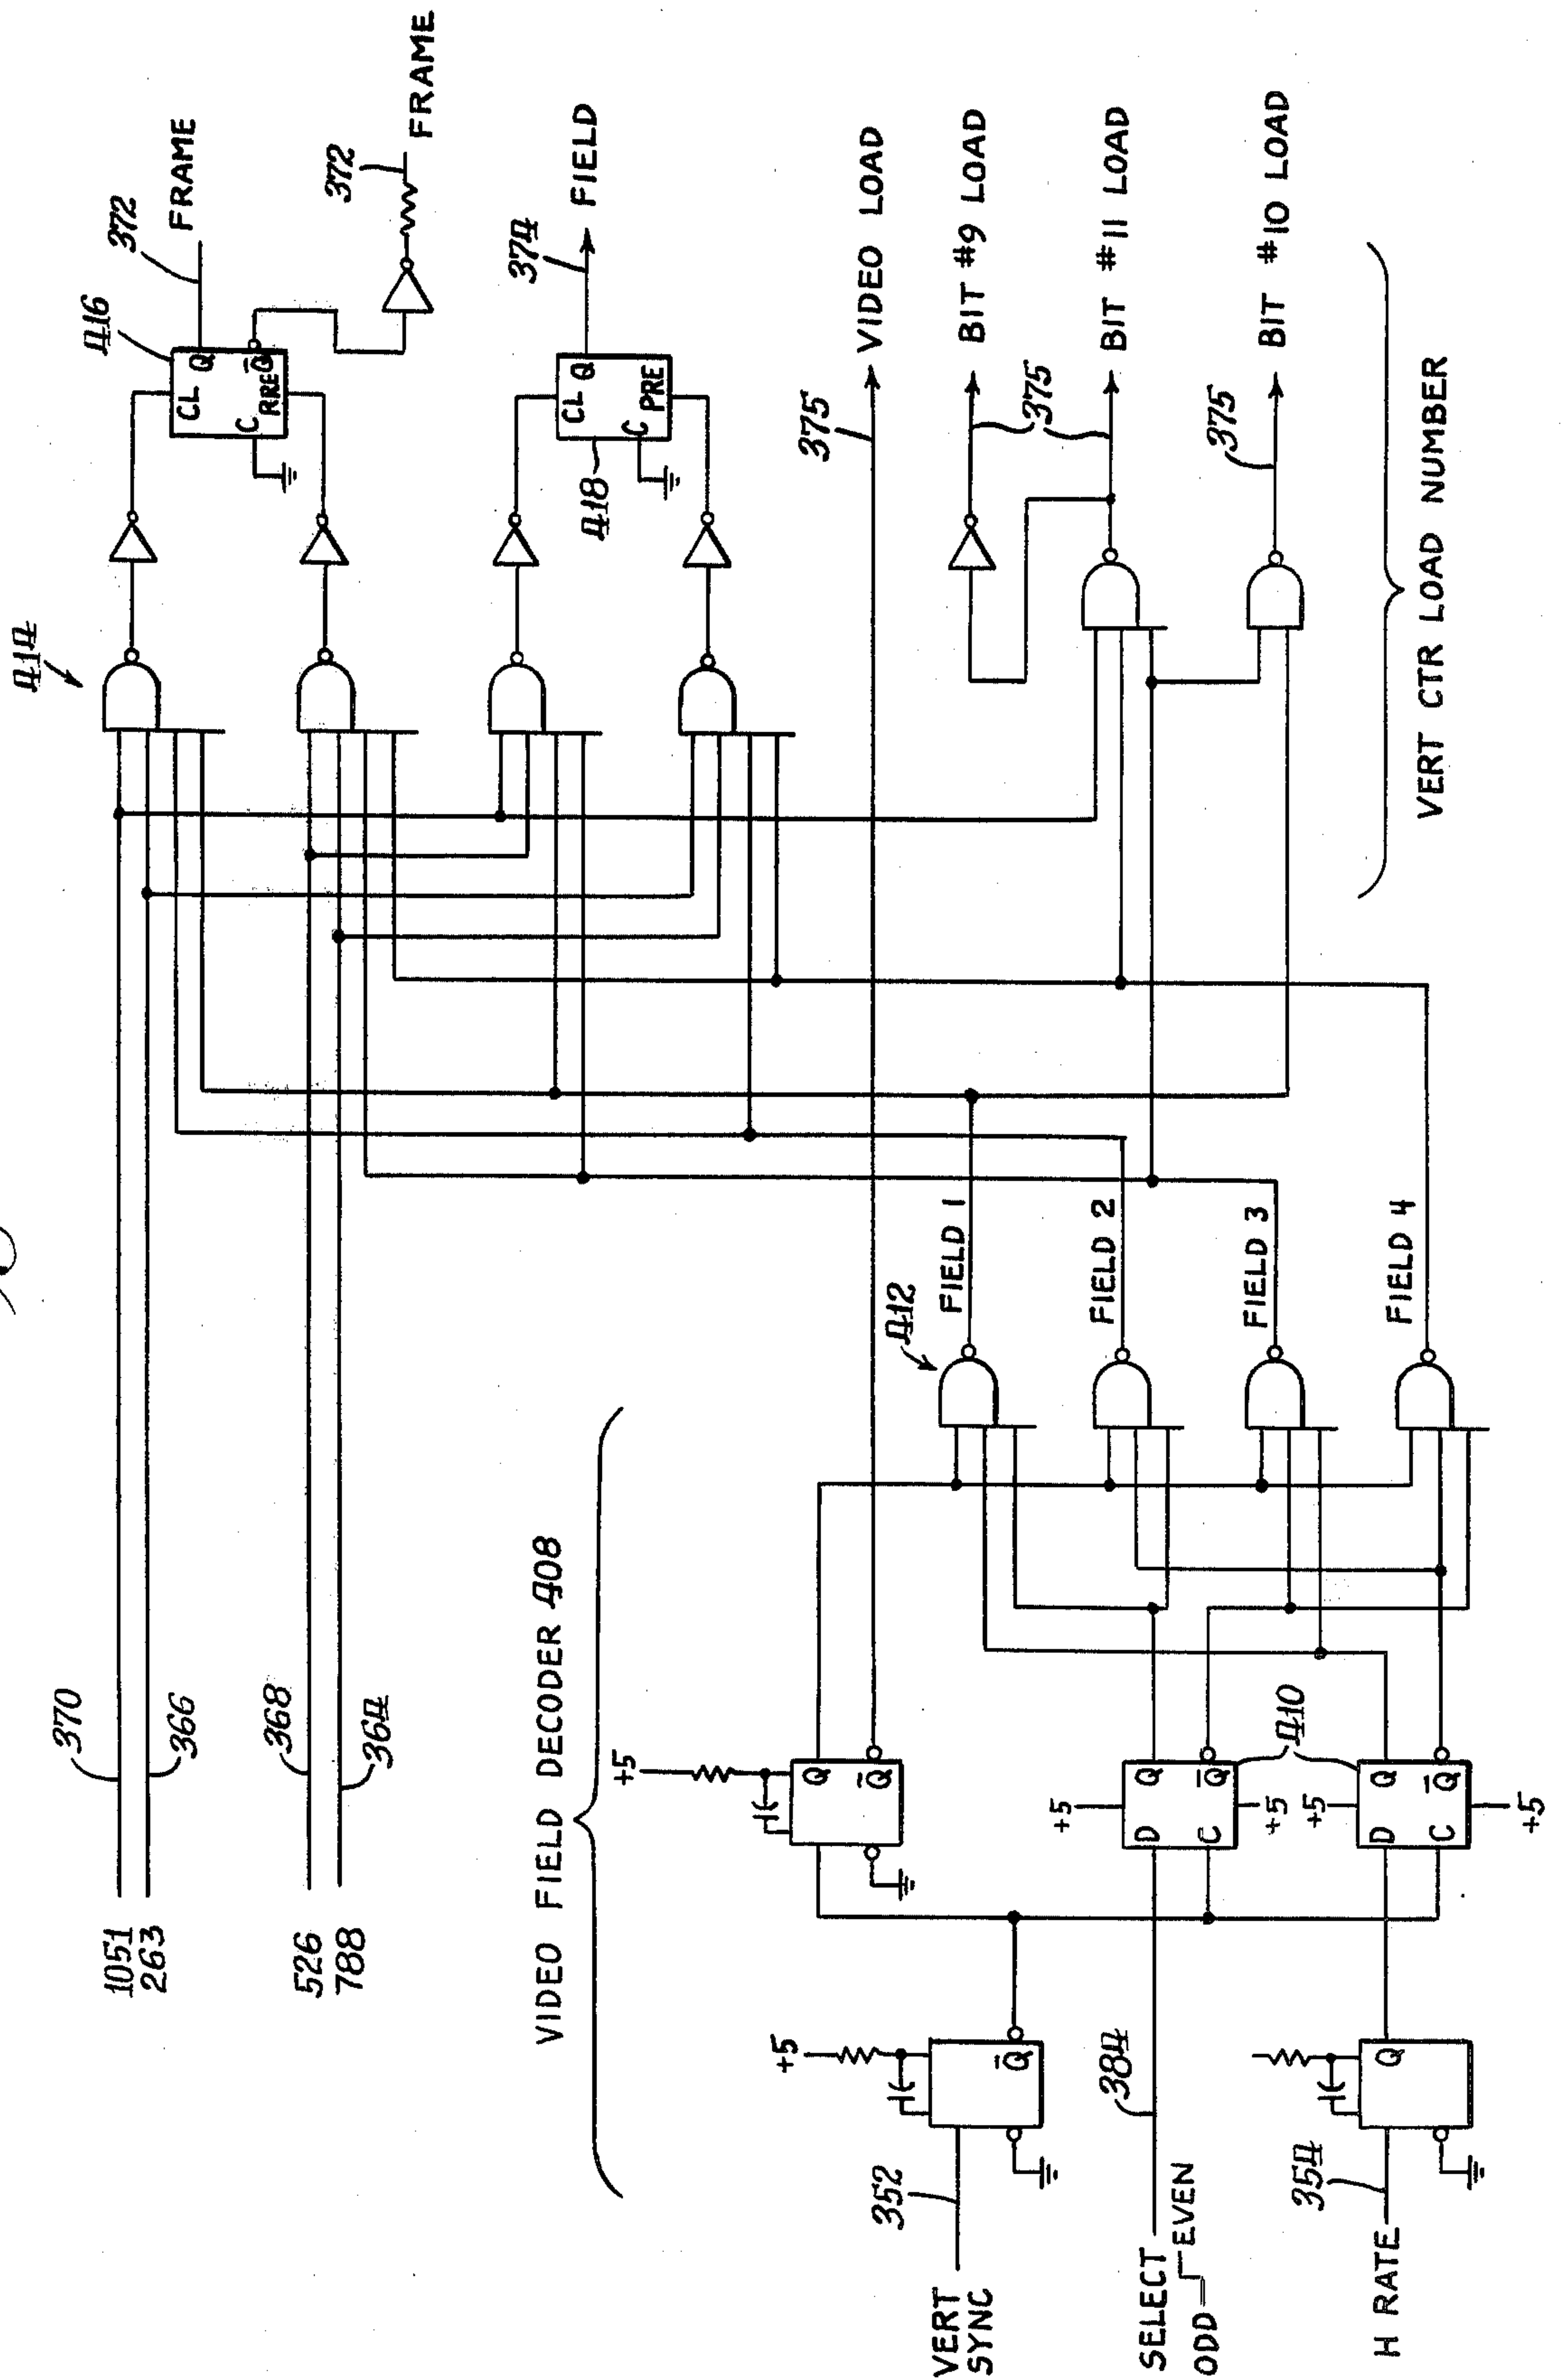 1051
263
370
366
526
788
368
364
414
416
CL Q
C RRE Q̄
372
FRAME
372
FRAME
CL Q
C PRE
418
374
FIELD
VIDEO FIELD DECODER 408
375
VIDEO LOAD
BIT #9 LOAD
375
BIT #11 LOAD
375
BIT #10 LOAD
VERT CTR LOAD NUMBER
+5
Q
Q̄
412
FIELD 1
FIELD 2
FIELD 3
FIELD 4
VERT
SYNC
352
+5
Q̄
SELECT
ODD EVEN
384
+5
D Q
C Q̄
+5
410
H RATE
354
Q
+5
D Q
C Q̄
+5